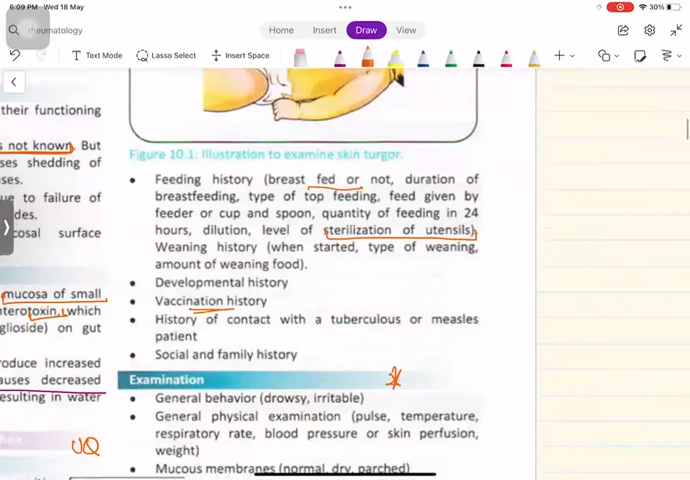 6:09 PM Wed 18 May
30%
rheumatology
Home Insert Draw View
Text Mode Lasso Select Insert Space
their functioning
s not known. But
ses shedding of
ses.
ue to failure of
des.
cosal surface
mucosa of small
nterotoxin, which
glioside) on gut
roduce increased
auses decreased
esulting in water
hea
UQ
Figure 10.1: Illustration to examine skin turgor.
• Feeding history (breast fed or not, duration of
breastfeeding, type of top feeding, feed given by
feeder or cup and spoon, quantity of feeding in 24
hours, dilution, level of sterilization of utensils).
Weaning history (when started, type of weaning,
amount of weaning food).
• Developmental history
• Vaccination history
• History of contact with a tuberculous or measles
patient
• Social and family history
Examination
• General behavior (drowsy, irritable)
• General physical examination (pulse, temperature,
respiratory rate, blood pressure or skin perfusion,
weight)
• Mucous membranes (normal, dry, parched)